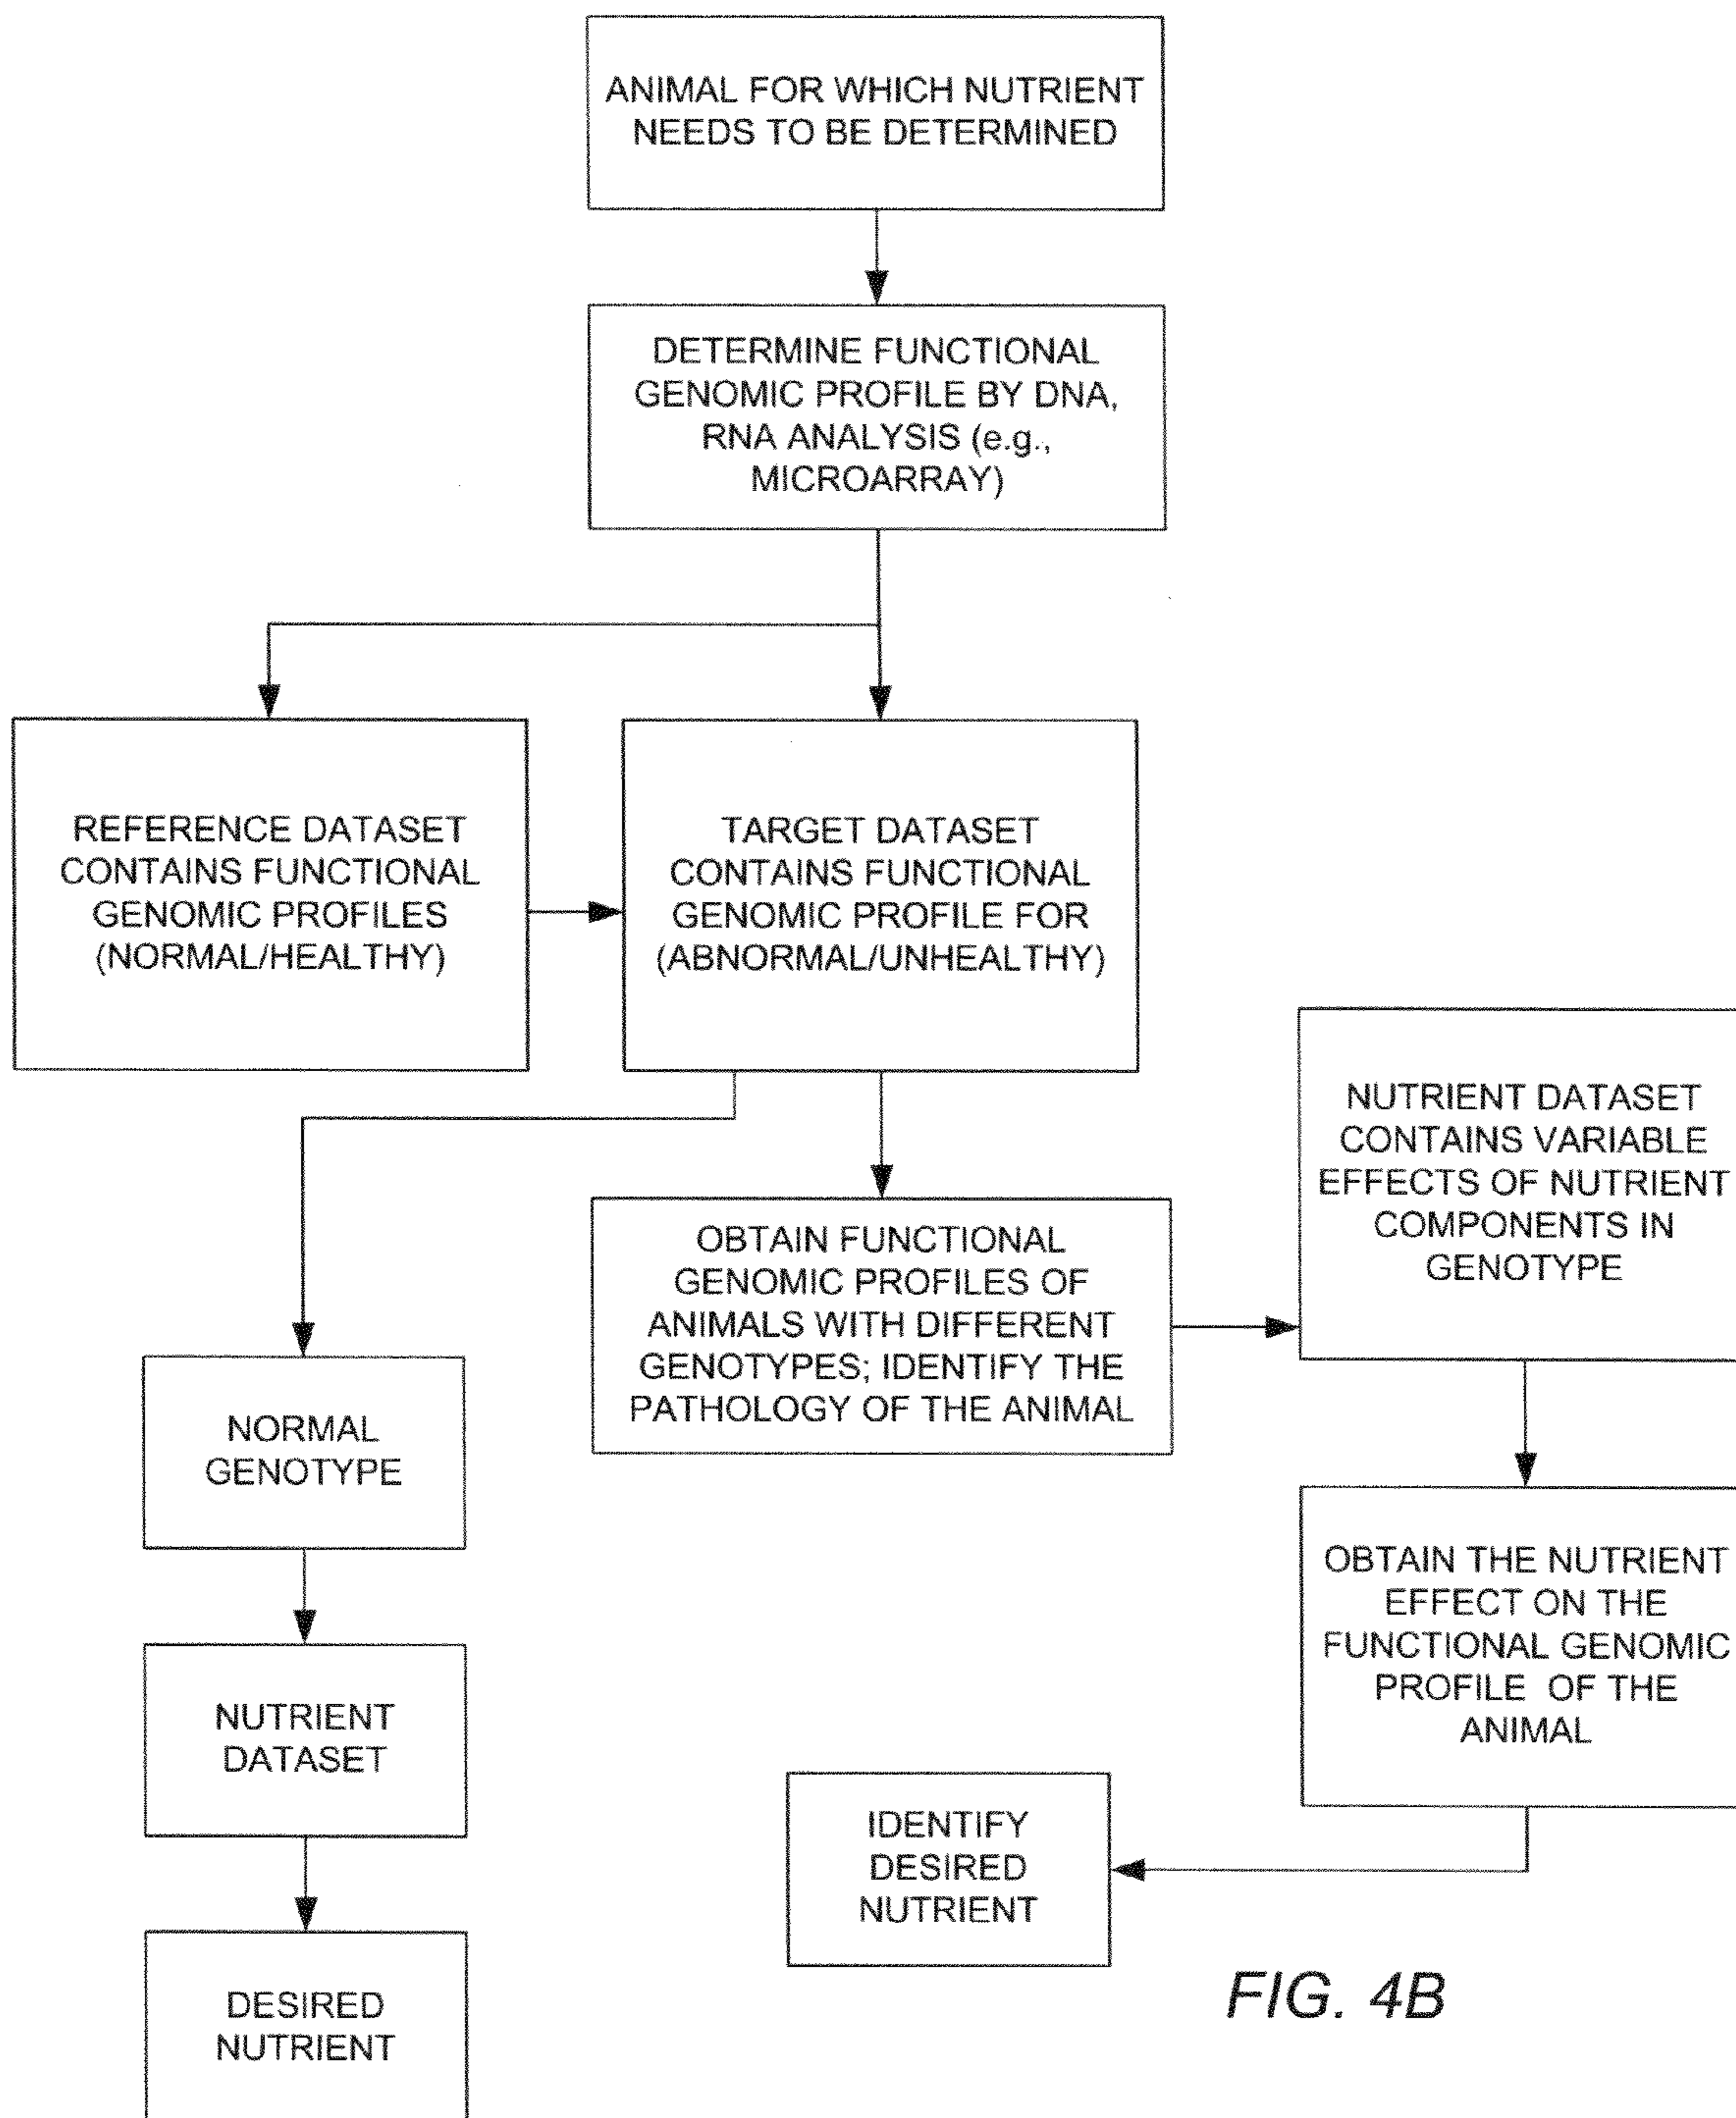 ANIMAL FOR WHICH NUTRIENT
NEEDS TO BE DETERMINED
DETERMINE FUNCTIONAL
GENOMIC PROFILE BY DNA,
RNA ANALYSIS (e.g.,
MICROARRAY)
REFERENCE DATASET
CONTAINS FUNCTIONAL
GENOMIC PROFILES
(NORMAL/HEALTHY)
TARGET DATASET
CONTAINS FUNCTIONAL
GENOMIC PROFILE FOR
(ABNORMAL/UNHEALTHY)
NUTRIENT DATASET
CONTAINS VARIABLE
EFFECTS OF NUTRIENT
COMPONENTS IN
GENOTYPE
OBTAIN FUNCTIONAL
GENOMIC PROFILES OF
ANIMALS WITH DIFFERENT
GENOTYPES; IDENTIFY THE
PATHOLOGY OF THE ANIMAL
NORMAL
GENOTYPE
OBTAIN THE NUTRIENT
EFFECT ON THE
FUNCTIONAL GENOMIC
PROFILE OF THE
ANIMAL
NUTRIENT
DATASET
IDENTIFY
DESIRED
NUTRIENT
DESIRED
NUTRIENT
FIG. 4B